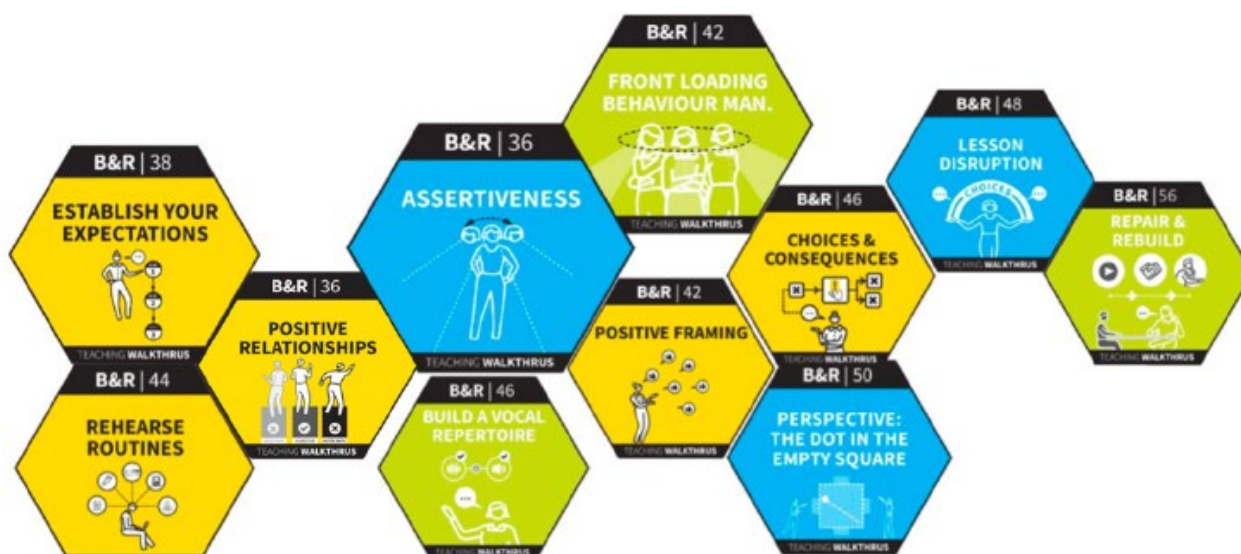 B&R | 38
ESTABLISH YOUR
EXPECTATIONS
TEACHING WALKTHRUS
B&R | 44
REHEARSE
ROUTINES
B&R | 36
POSITIVE
RELATIONSHIPS
TEACHING WALKTHRUS
B&R | 36
ASSERTIVENESS
TEACHING WALKTHRUS
B&R | 46
BUILD A VOCAL
REPERTOIRE
TEACHING WALKTHRUS
B&R | 42
FRONT LOADING
BEHAVIOUR MAN.
TEACHING WALKTHRUS
B&R | 42
POSITIVE FRAMING
TEACHING WALKTHRUS
B&R | 46
CHOICES &
CONSEQUENCES
TEACHING WALKTHRUS
B&R | 50
PERSPECTIVE:
THE DOT IN THE
EMPTY SQUARE
TEACHING WALKTHRUS
B&R | 48
LESSON
DISRUPTION
CHOICES
TEACHING WALKTHRUS
B&R | 56
REPAIR &
REBUILD
TEACHING WALKTHRUS